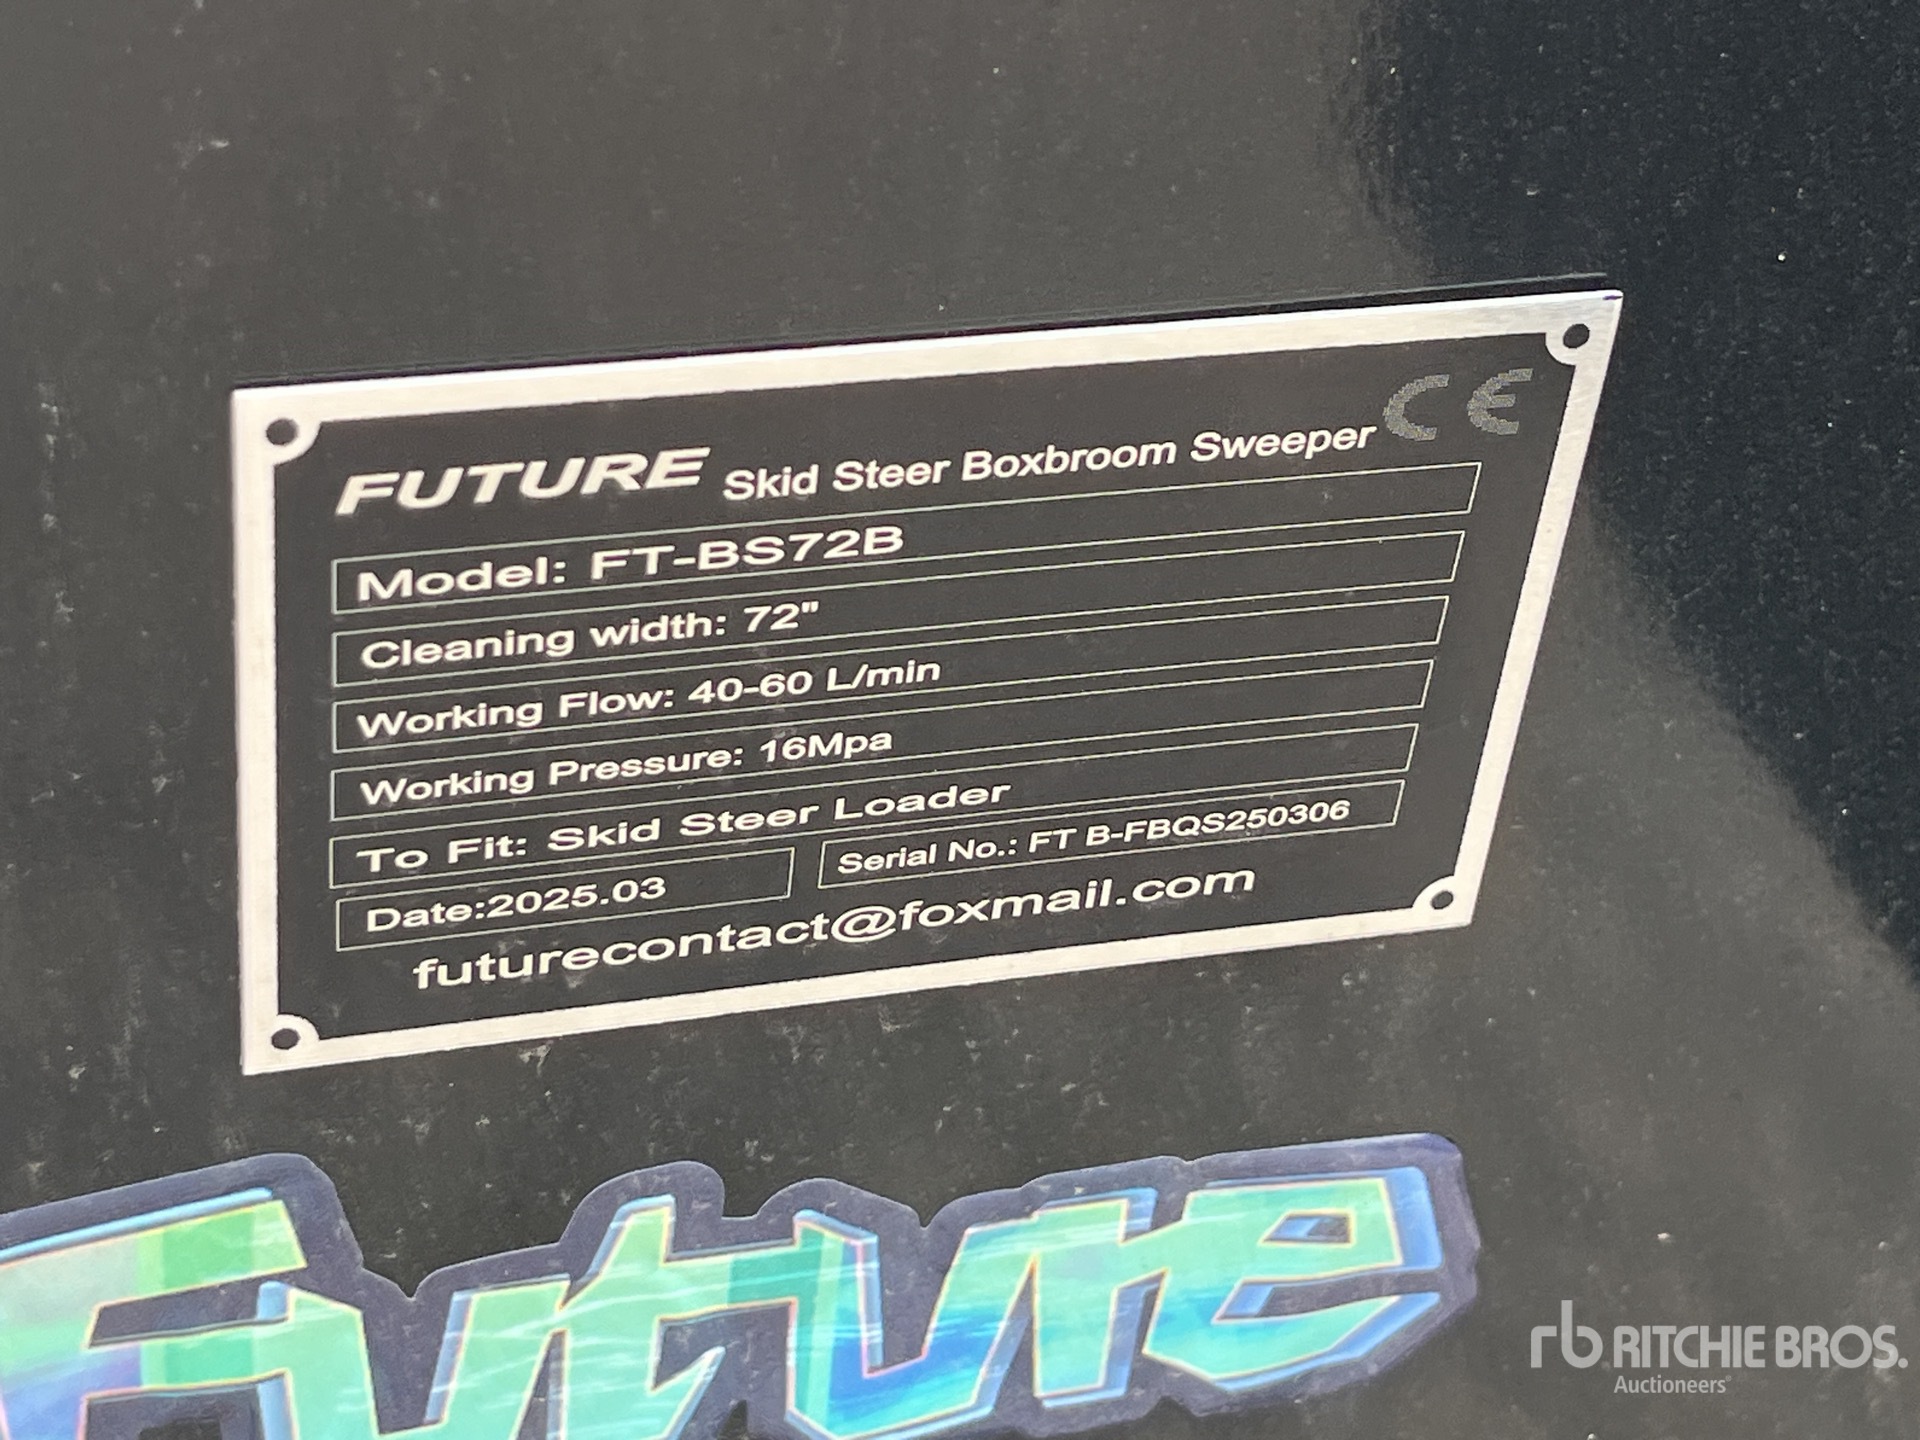 FUTURE Skid Steer Boxbroom Sweeper CE
Model: FT-BS72B
Cleaning width: 72"
Working Flow: 40-60 L/min
Working Pressure: 16Mpa
To Fit: Skid Steer Loader
Date:2025.03 Serial No.: FT B-FBQS250306
futurecontact@foxmail.com
Future
rb RITCHIE BROS.
Auctioneers